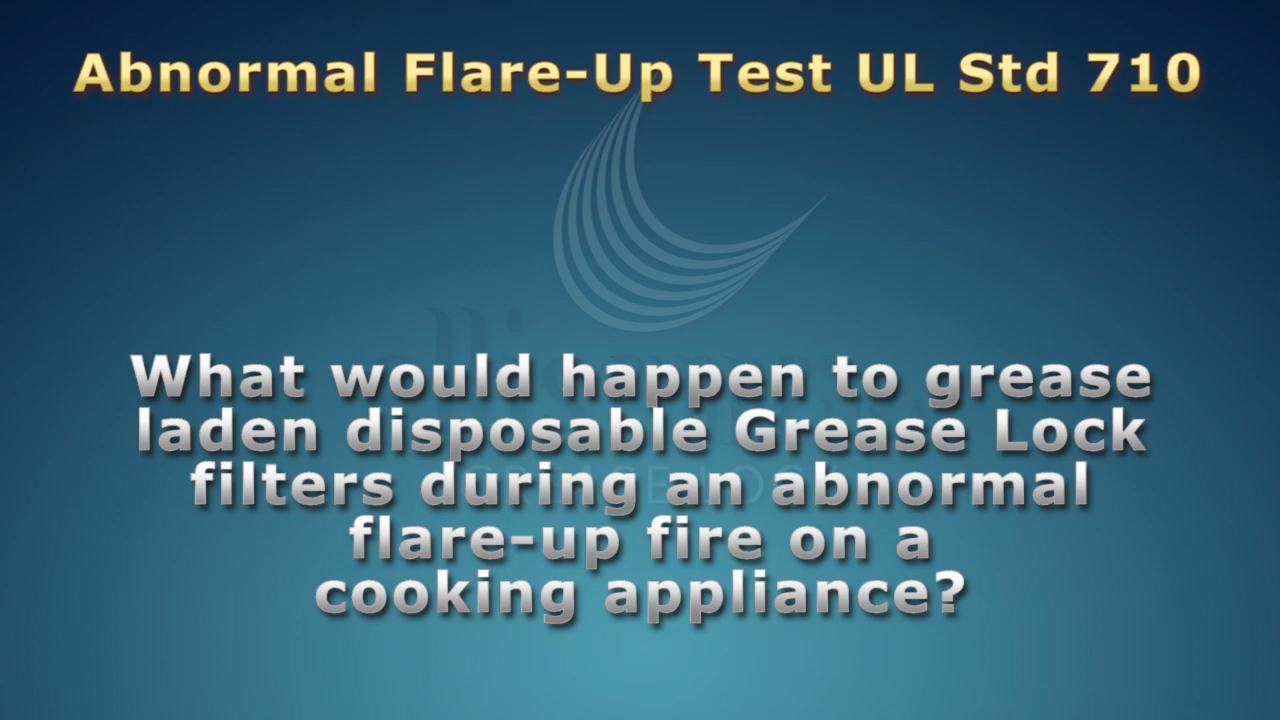 Abnormal Flare-Up Test UL Std 710
What would happen to grease
laden disposable Grease Lock
filters during an abnormal
flare-up fire on a
cooking appliance?